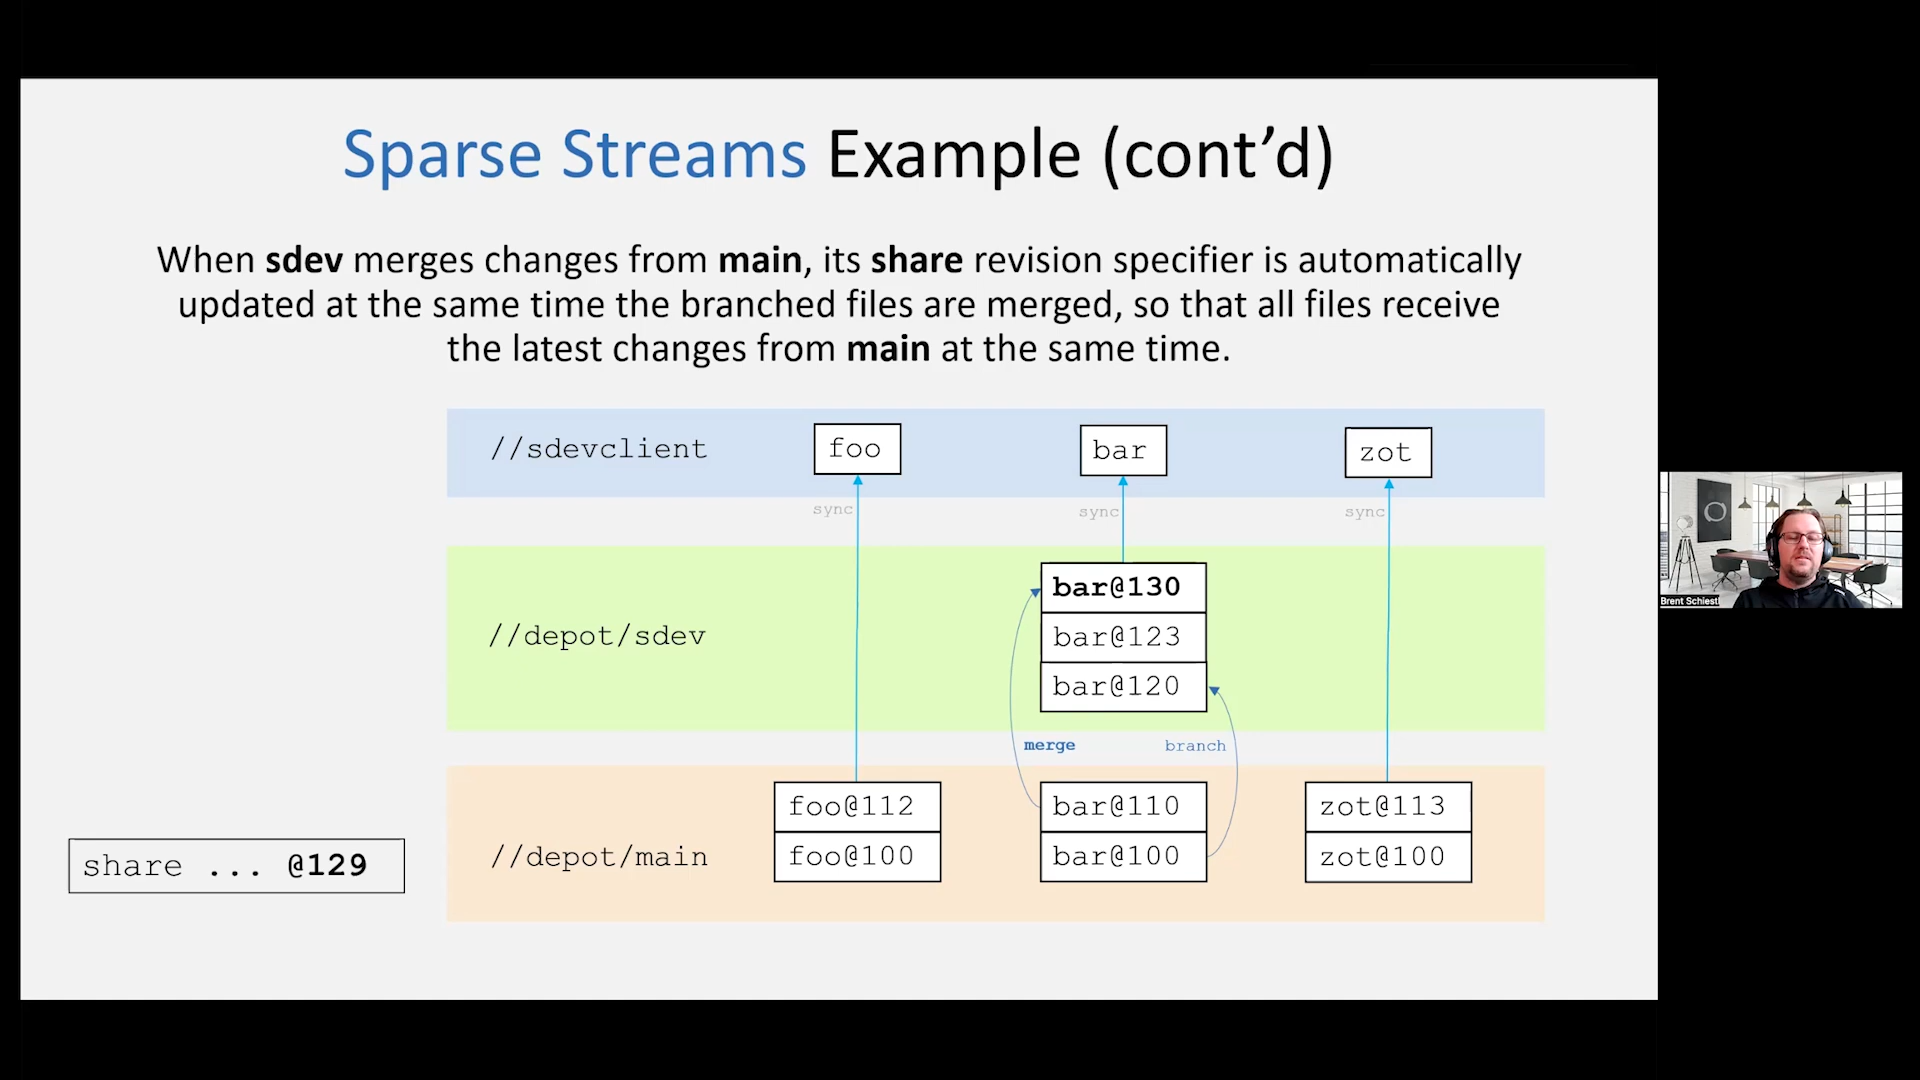 Sparse Streams Example (cont’d)
When sdev merges changes from main, its share revision specifier is automatically
updated at the same time the branched files are merged, so that all files receive
the latest changes from main at the same time.
//sdevclient foo bar zot
sync sync sync
bar@130
//depot/sdev bar@123
bar@120
merge branch
foo@112 bar@110 zot@113
//depot/main foo@100 bar@100 zot@100
share ... @129
Brent Schiestl